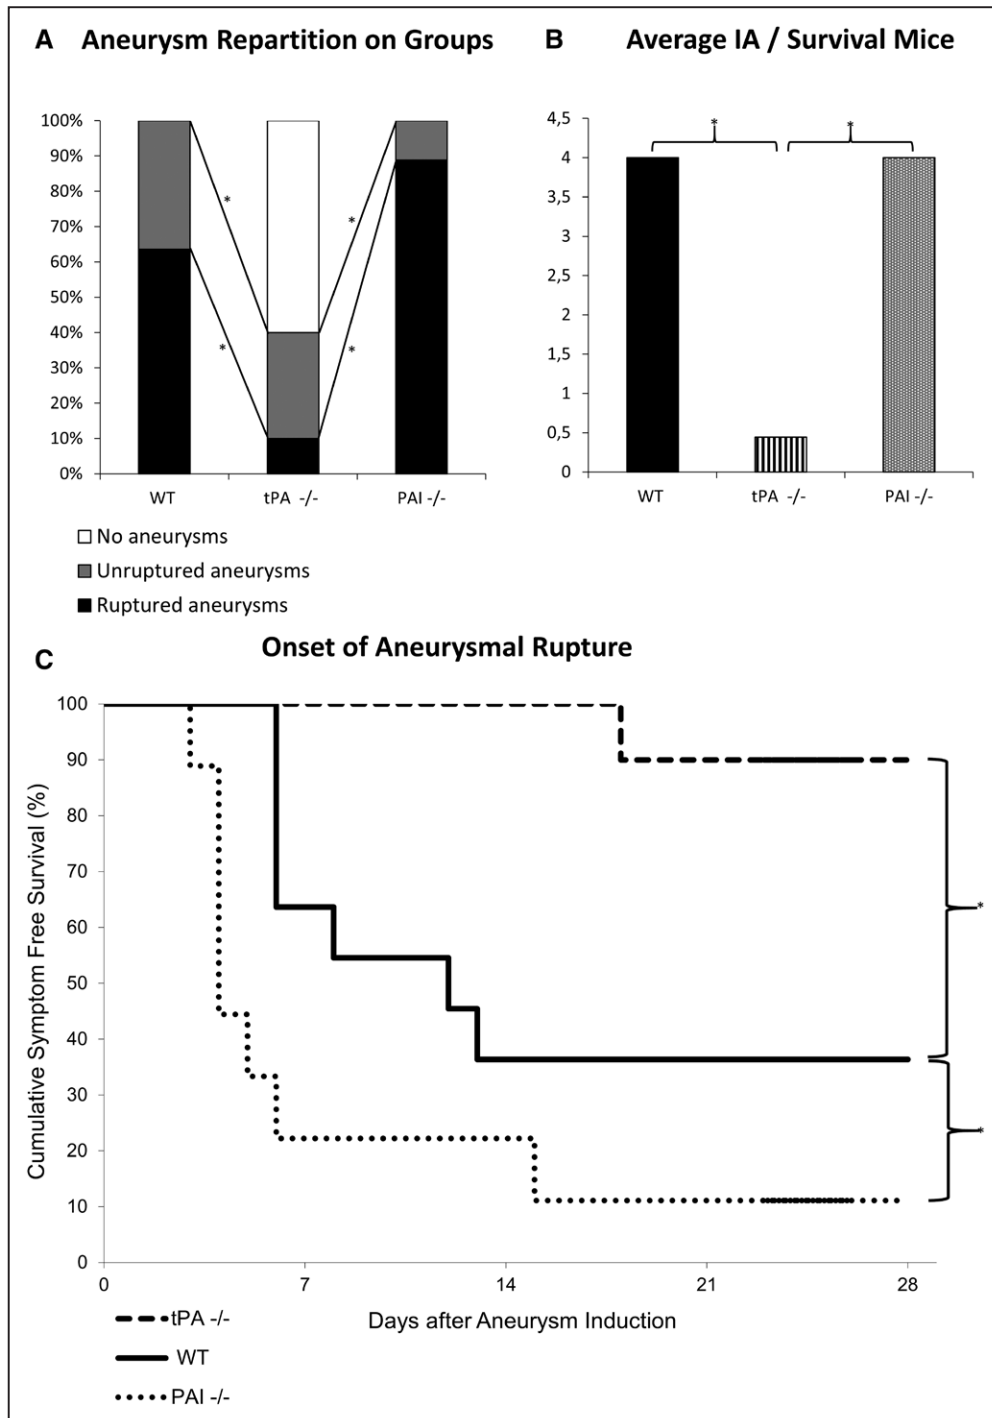 A Aneurysm Repartition on Groups
100%
90%
80%
70%
60%
50%
40%
30%
20%
10%
0%
* * * *
WT tPA -/- PAI -/-
No aneurysms
Unruptured aneurysms
Ruptured aneurysms
B Average IA / Survival Mice
4,5
4
3,5
3
2,5
2
1,5
1
0,5
0
* *
WT tPA -/- PAI -/-
C Onset of Aneurysmal Rupture
Cumulative Symptom Free Survival (%)
100
90
80
70
60
50
40
30
20
10
0
*
*
0 7 14 21 28
Days after Aneurysm Induction
tPA -/-
WT
PAI -/-